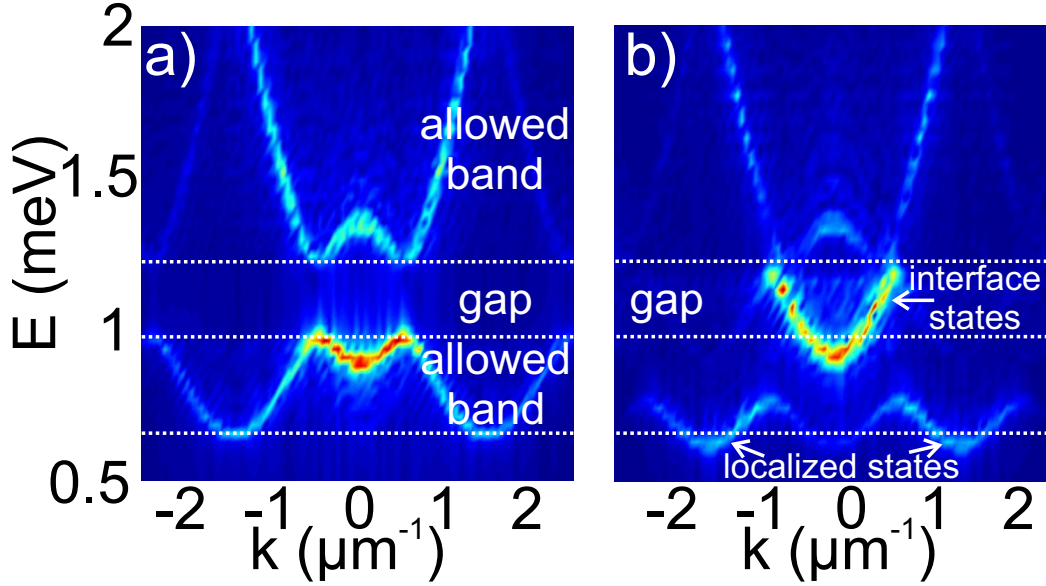 2
a)
b)
allowed
band
1.5
E (meV)
gap
gap
interface
states
1
allowed
band
localized states
0.5
-2 -1 0 1 2
-2 -1 0 1 2
k (µm⁻¹)
k (µm⁻¹)